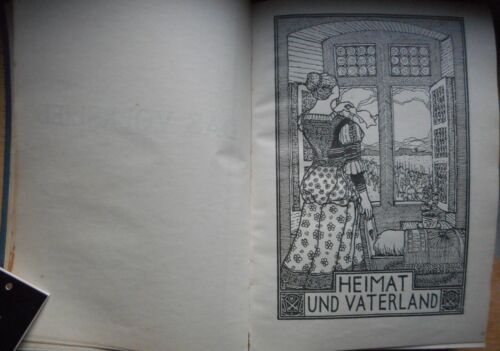 HEIMAT
UND VATERLAND